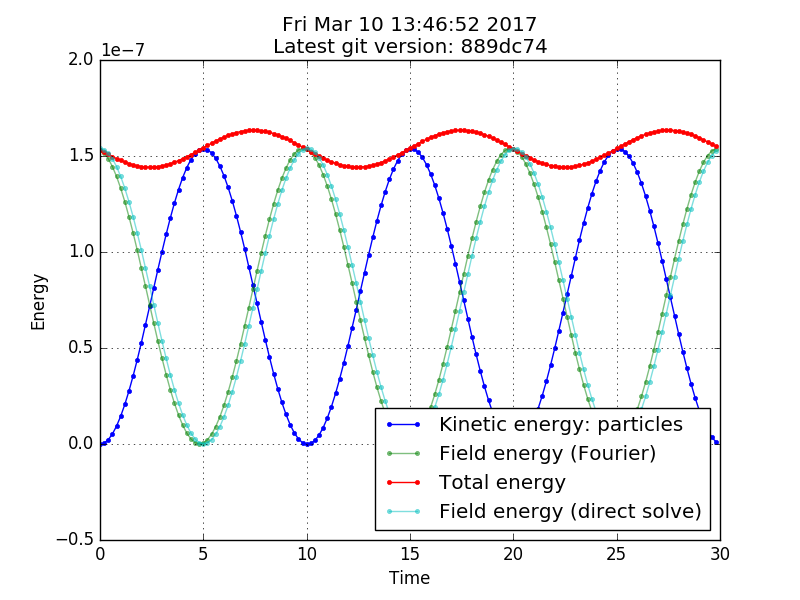 Fri Mar 10 13:46:52 2017
Latest git version: 889dc74
1e−7
2.0
1.5
1.0
0.5
0.0
−0.5
Energy
Kinetic energy: particles
Field energy (Fourier)
Total energy
Field energy (direct solve)
0 5 10 15 20 25 30
Time